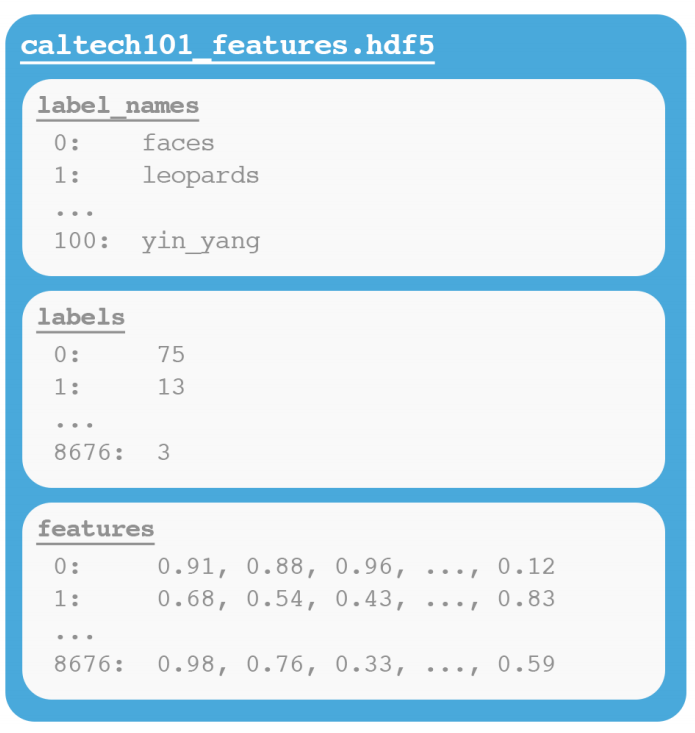 caltech101_features.hdf5
label_names
0: faces
1: leopards
...
100: yin_yang
labels
0: 75
1: 13
...
8676: 3
features
0: 0.91, 0.88, 0.96, ..., 0.12
1: 0.68, 0.54, 0.43, ..., 0.83
...
8676: 0.98, 0.76, 0.33, ..., 0.59